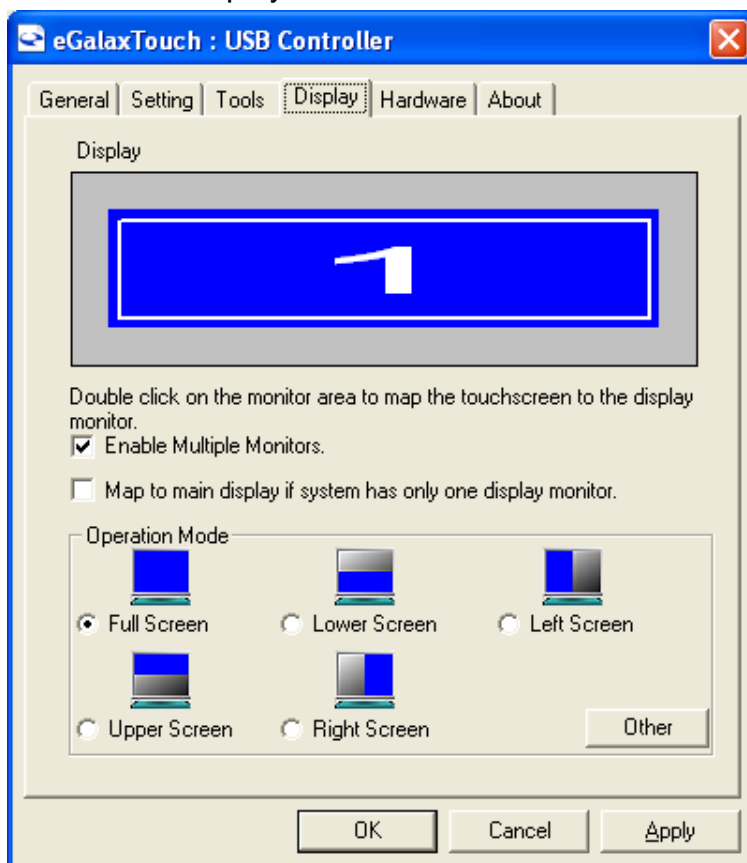 eGalaxTouch : USB Controller
General Setting Tools Display Hardware About
Display
1
Double click on the monitor area to map the touchscreen to the display
monitor.
Enable Multiple Monitors.
Map to main display if system has only one display monitor.
Operation Mode
Full Screen Lower Screen Left Screen
Upper Screen Right Screen Other
OK Cancel Apply